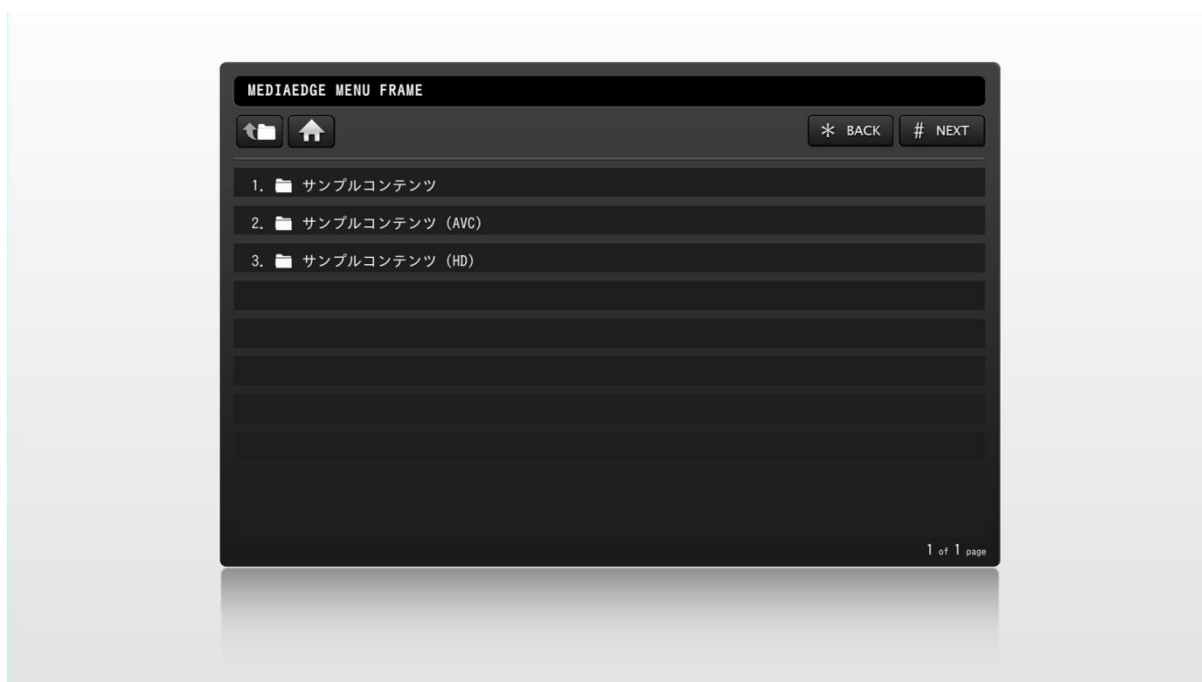 MEDIAEDGE MENU FRAME
* BACK # NEXT
1. サンプルコンテンツ
2. サンプルコンテンツ (AVC)
3. サンプルコンテンツ (HD)
1 of 1 page